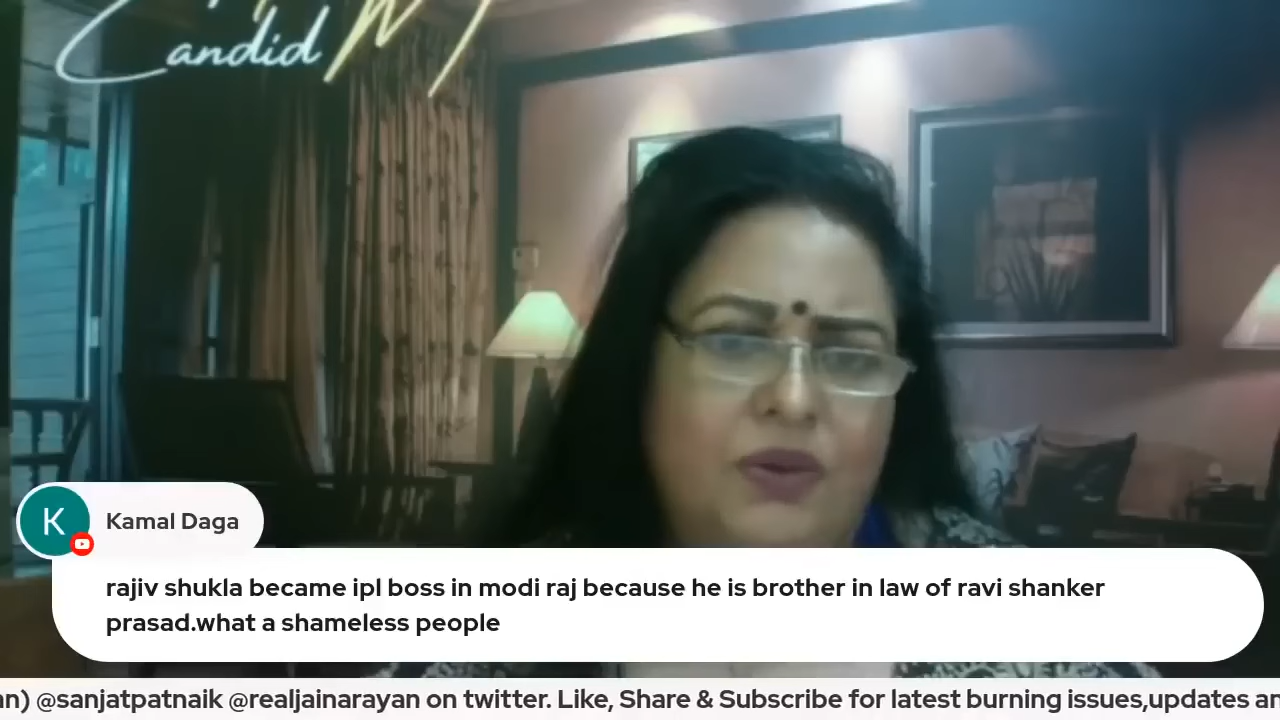 Candid
K
Kamal Daga
rajiv shukla became ipl boss in modi raj because he is brother in law of ravi shanker
prasad.what a shameless people
an) @sanjatpatnaik @realjainarayan on twitter. Like, Share & Subscribe for latest burning issues,updates an